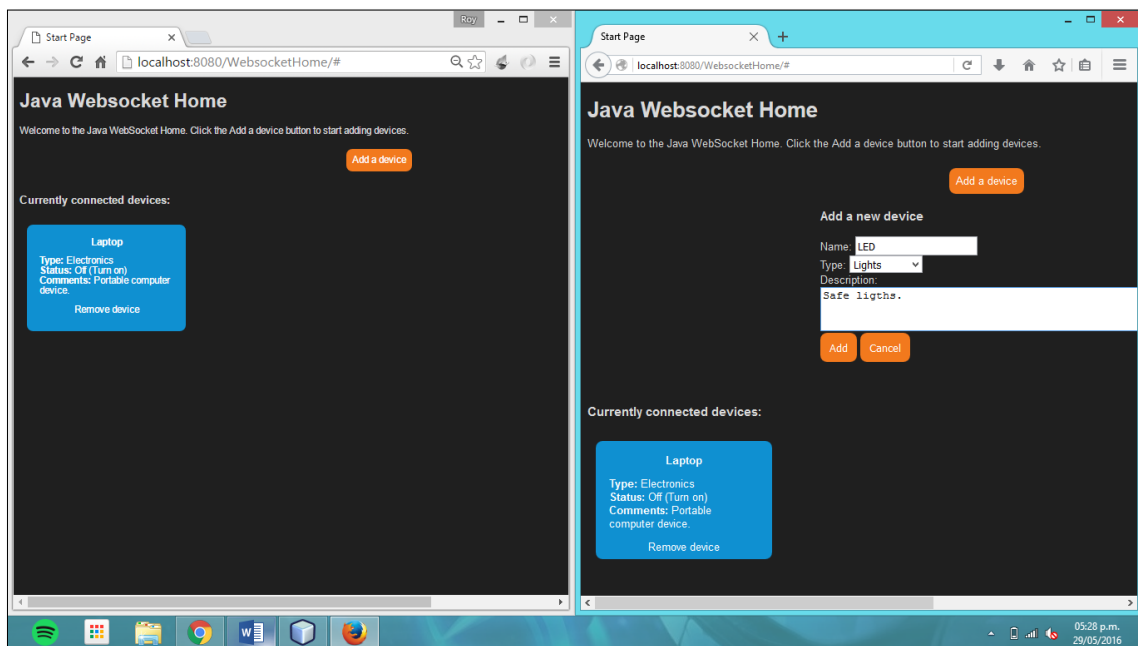 Roy
Start Page
localhost:8080/WebsocketHome/#
Java Websocket Home
Welcome to the Java WebSocket Home. Click the Add a device button to start adding devices.
Add a device
Currently connected devices:
Laptop
Type: Electronics
Status: Off (Turn on)
Comments: Portable computer
device.
Remove device
Start Page
localhost:8080/WebsocketHome/#
Java Websocket Home
Welcome to the Java WebSocket Home. Click the Add a device button to start adding devices.
Add a device
Add a new device
Name: LED
Type: Lights
Description:
Safe ligths.
Add Cancel
Currently connected devices:
Laptop
Type: Electronics
Status: Off (Turn on)
Comments: Portable
computer device.
Remove device
05:28 p.m.
29/05/2016